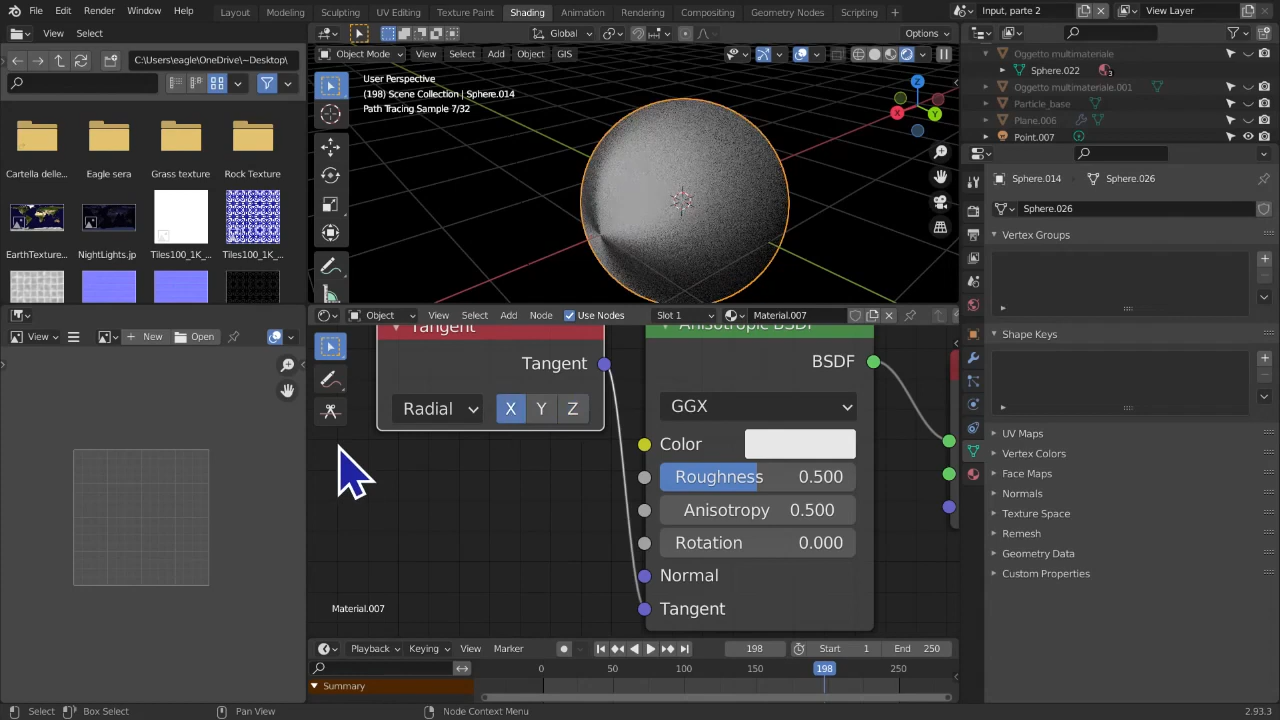 File Edit Render Window Help Layout Modeling Sculpting UV Editing Texture Paint Shading Animation Rendering Compositing Geometry Nodes Scripting + Input, parte 2 View Layer
View Select
C:\Users\eagle\OneDrive\~Desktop\
Cartella delle... Eagle sera Grass texture Rock Texture
EarthTexture... NightLights.jp Tiles100_1K_... Tiles100_1K_...
Global Options
Object Mode View Select Add Object GIS
User Perspective
(198) Scene Collection | Sphere.014
Path Tracing Sample 7/32
Z
X
Y
Oggetto multimateriale
Sphere.022 3
Oggetto multimateriale.001
Particle_base
Plane.006
Point.007
Sphere.014 Sphere.026
Sphere.026
Vertex Groups
Shape Keys
UV Maps
Vertex Colors
Face Maps
Normals
Texture Space
Remesh
Geometry Data
Custom Properties
View New Open
Object View Select Add Node Use Nodes Slot 1 Material.007
Tangent
Tangent
Radial X Y Z
Anisotropic BSDF
BSDF
GGX
Color
Roughness 0.500
Anisotropy 0.500
Rotation 0.000
Normal
Tangent
Material.007
Playback Keying View Marker 198 Start 1 End 250
0 50 100 150 198 250
Summary
Select Box Select Pan View Node Context Menu 2.93.3